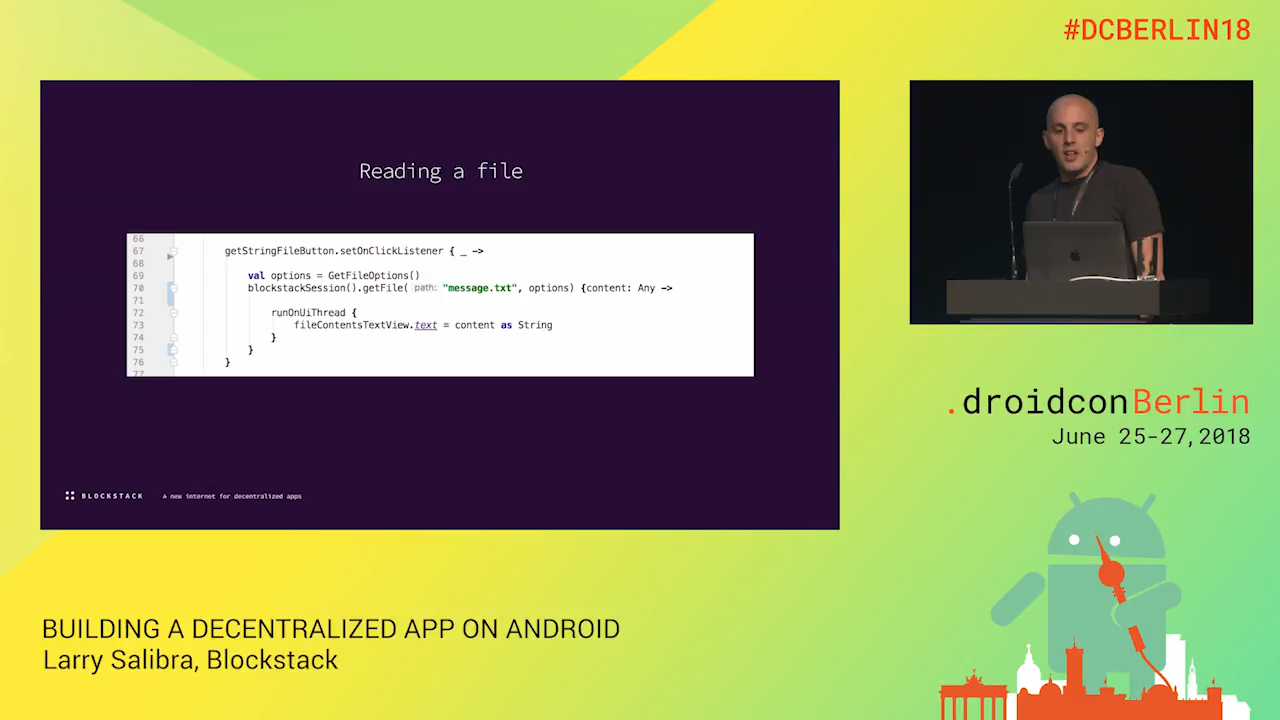 #DCBERLIN18
Reading a file
66
67 getStringFileButton.setOnClickListener { _ ->
68
69 val options = GetFileOptions()
70 blockstackSession().getFile( path: "message.txt", options) {content: Any ->
71
72 runOnUiThread {
73 fileContentsTextView.text = content as String
74 }
75 }
76 }
77
BLOCKSTACK A new internet for decentralized apps
.droidconBerlin
June 25-27,2018
BUILDING A DECENTRALIZED APP ON ANDROID
Larry Salibra, Blockstack